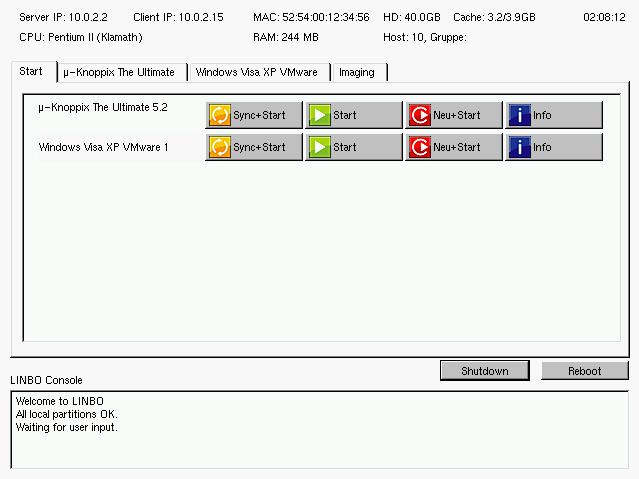 Server IP: 10.0.2.2 Client IP: 10.0.2.15 MAC: 52:54:00:12:34:56 HD: 40.0GB Cache: 3.2/3.9GB 02:08:12
CPU: Pentium II (Klamath) RAM: 244 MB Host: 10, Gruppe:
Start µ-Knoppix The Ultimate Windows Visa XP VMware Imaging
µ-Knoppix The Ultimate 5.2 Sync+Start Start Neu+Start Info
Windows Visa XP VMware 1 Sync+Start Start Neu+Start Info
Shutdown Reboot
LINBO Console
Welcome to LINBO
All local partitions OK.
Waiting for user input.